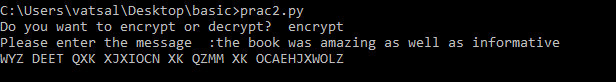 C:\Users\vatsal\Desktop\basic>prac2.py
Do you want to encrypt or decrypt?  encrypt
Please enter the message  :the book was amazing as well as informative
WYZ DEET QXK XJXIOCN XK QZMM XK OCAEHJXWOLZ